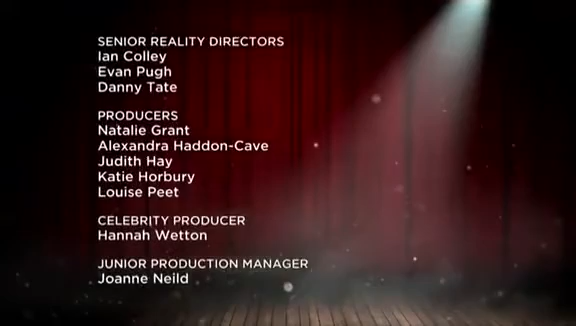 SENIOR REALITY DIRECTORS
Ian Colley
Evan Pugh
Danny Tate
PRODUCERS
Natalie Grant
Alexandra Haddon-Cave
Judith Hay
Katie Horbury
Louise Peet
CELEBRITY PRODUCER
Hannah Wetton
JUNIOR PRODUCTION MANAGER
Joanne Neild